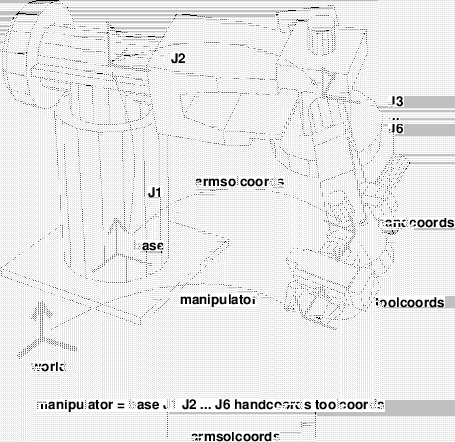 J2
J3
...
J6
armsolcoords
J1
handcoords
base
manipulator
toolcoords
world
manipulator = base J1 J2 ... J6 handcoords toolcoords
armsolcoords